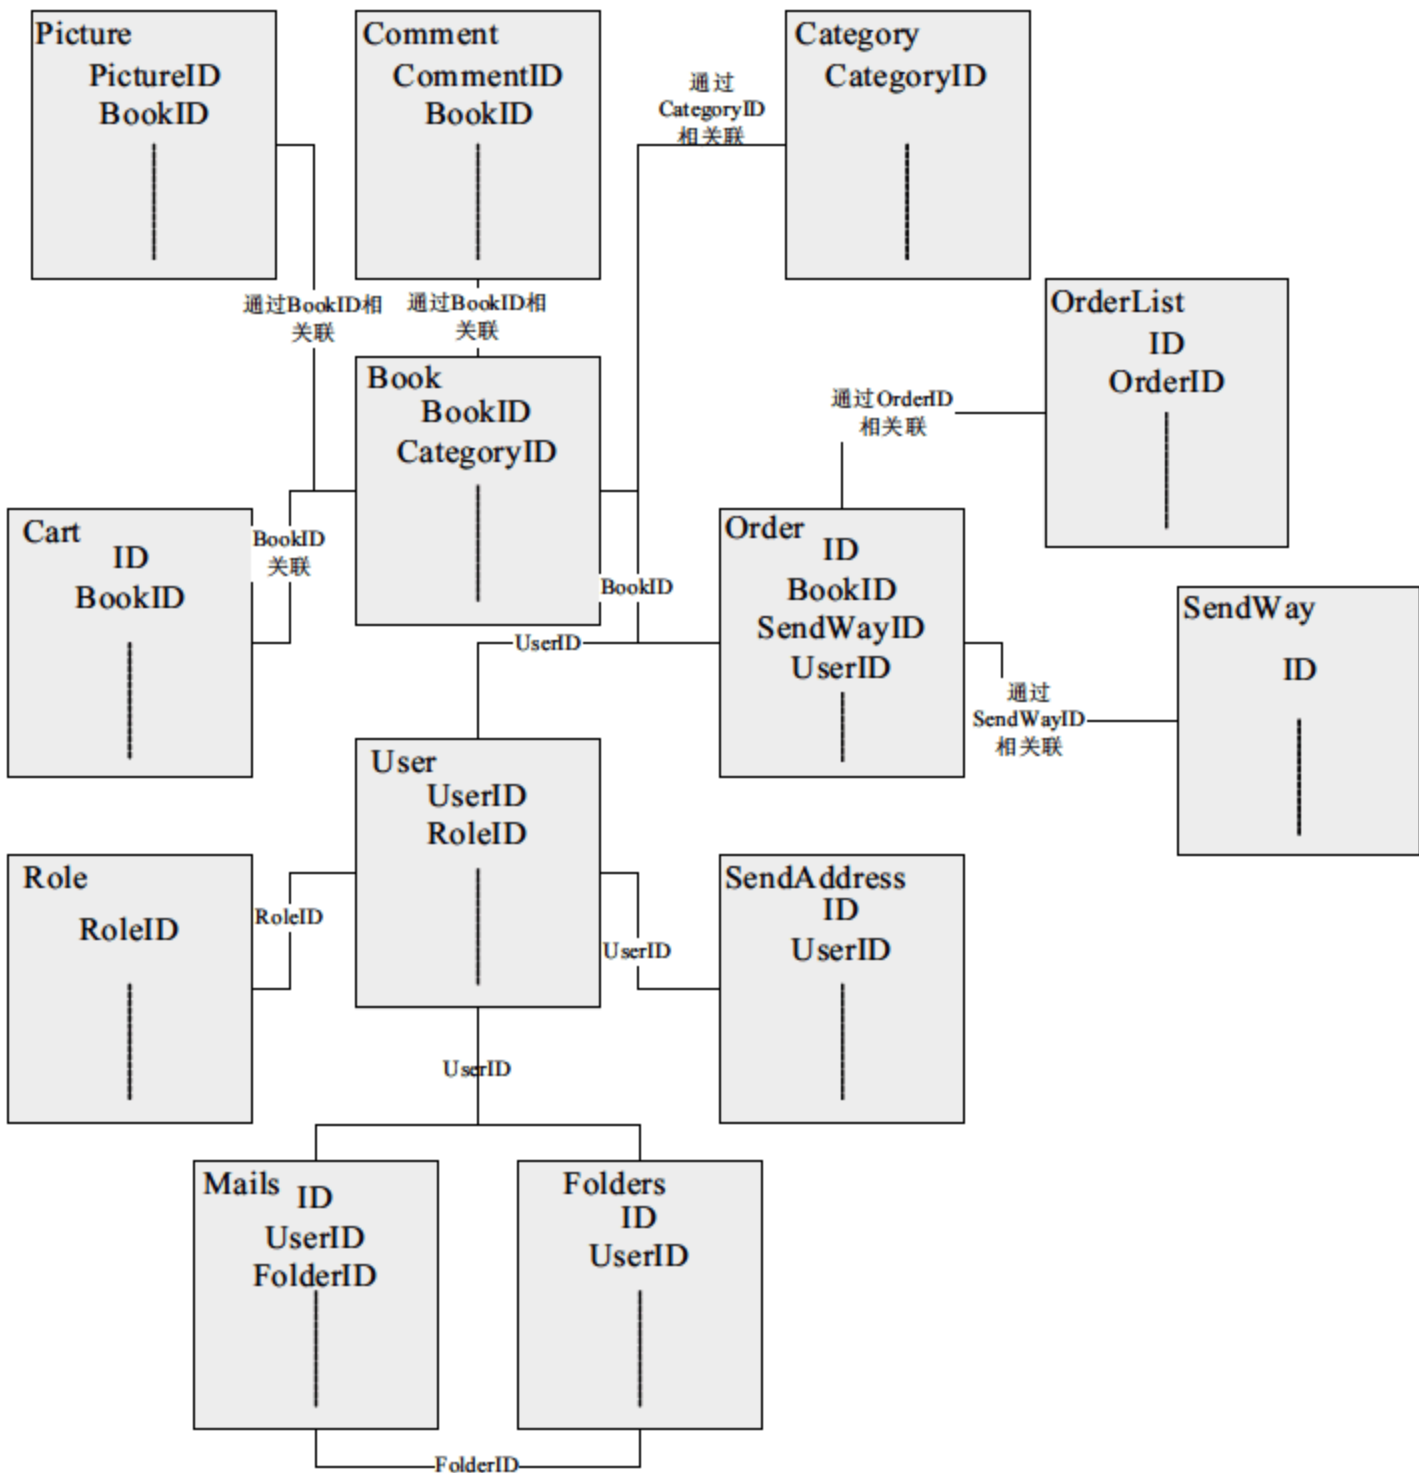 Picture
PictureID
BookID
Comment
CommentID
BookID
Category
CategoryID
通过
CategoryID
相关联
通过BookID相
关联
通过BookID相
关联
OrderList
ID
OrderID
Book
BookID
CategoryID
通过OrderID
相关联
Cart
ID
BookID
BookID
关联
BookID
Order
ID
BookID
SendWayID
UserID
SendWay
ID
UserID
通过
SendWayID
相关联
User
UserID
RoleID
Role
RoleID
RoleID
UserID
SendAddress
ID
UserID
UserID
Mails
ID
UserID
FolderID
Folders
ID
UserID
FolderID